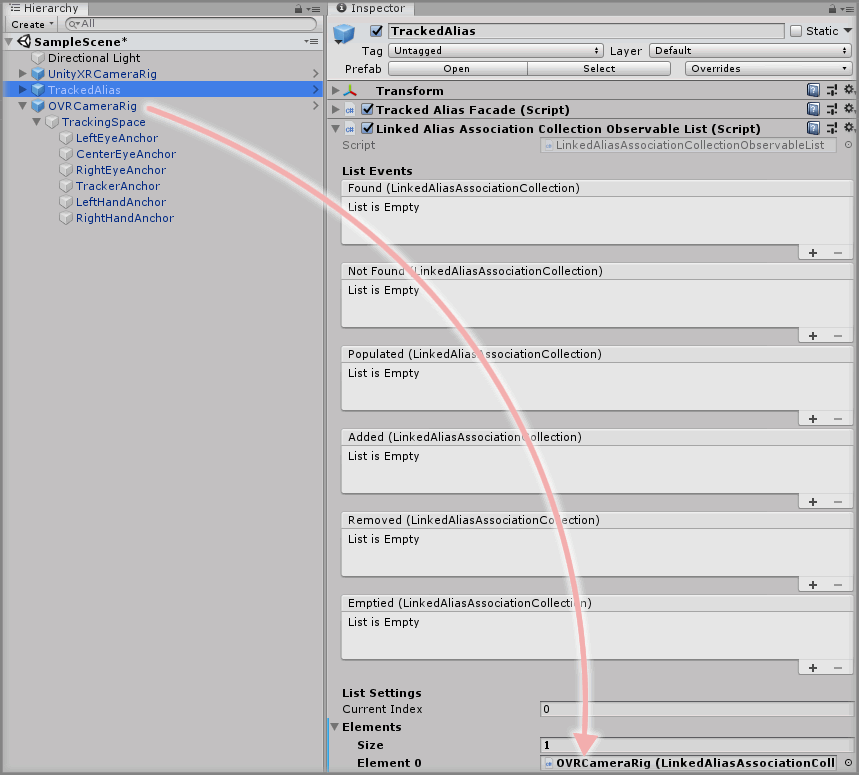 Hierarchy
Create
All
SampleScene*
Directional Light
UnityXRCameraRig
TrackedAlias
OVRCameraRig
TrackingSpace
LeftEyeAnchor
CenterEyeAnchor
RightEyeAnchor
TrackerAnchor
LeftHandAnchor
RightHandAnchor
Inspector
TrackedAlias
Static
Tag Untagged Layer Default
Prefab Open Select Overrides
Transform
Tracked Alias Facade (Script)
Linked Alias Association Collection Observable List (Script)
Script LinkedAliasAssociationCollectionObservableList
List Events
Found (LinkedAliasAssociationCollection)
List is Empty
Not Found (LinkedAliasAssociationCollection)
List is Empty
Populated (LinkedAliasAssociationCollection)
List is Empty
Added (LinkedAliasAssociationCollection)
List is Empty
Removed (LinkedAliasAssociationCollection)
List is Empty
Emptied (LinkedAliasAssociationCollection)
List is Empty
List Settings
Current Index 0
Elements
Size 1
Element 0 OVRCameraRig (LinkedAliasAssociationColl